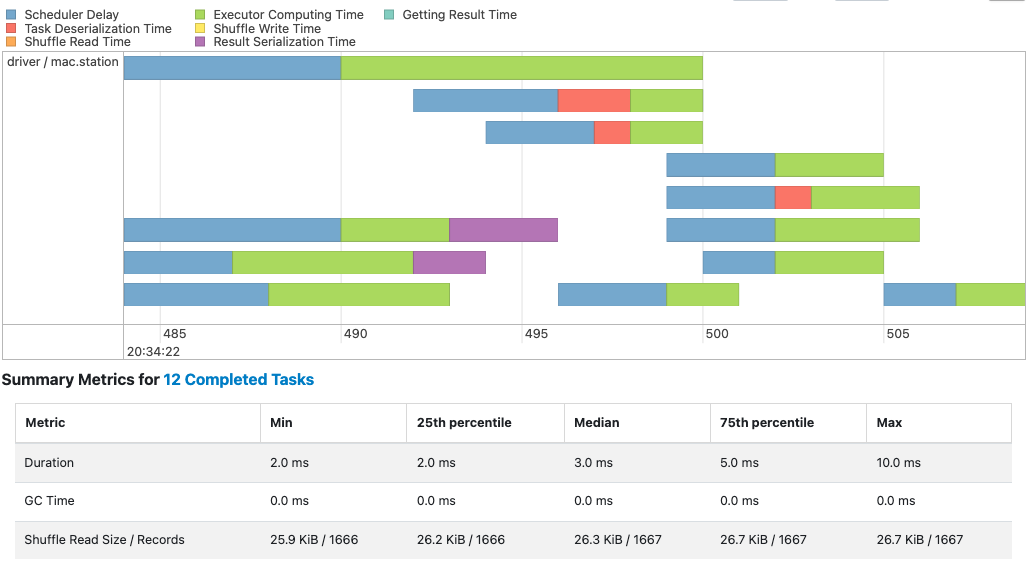 Scheduler Delay Executor Computing Time Getting Result Time
Task Deserialization Time Shuffle Write Time
Shuffle Read Time Result Serialization Time
driver / mac.station
485 490 495 500 505
20:34:22
Summary Metrics for 12 Completed Tasks
Metric Min 25th percentile Median 75th percentile Max
Duration 2.0 ms 2.0 ms 3.0 ms 5.0 ms 10.0 ms
GC Time 0.0 ms 0.0 ms 0.0 ms 0.0 ms 0.0 ms
Shuffle Read Size / Records 25.9 KiB / 1666 26.2 KiB / 1666 26.3 KiB / 1667 26.7 KiB / 1667 26.7 KiB / 1667